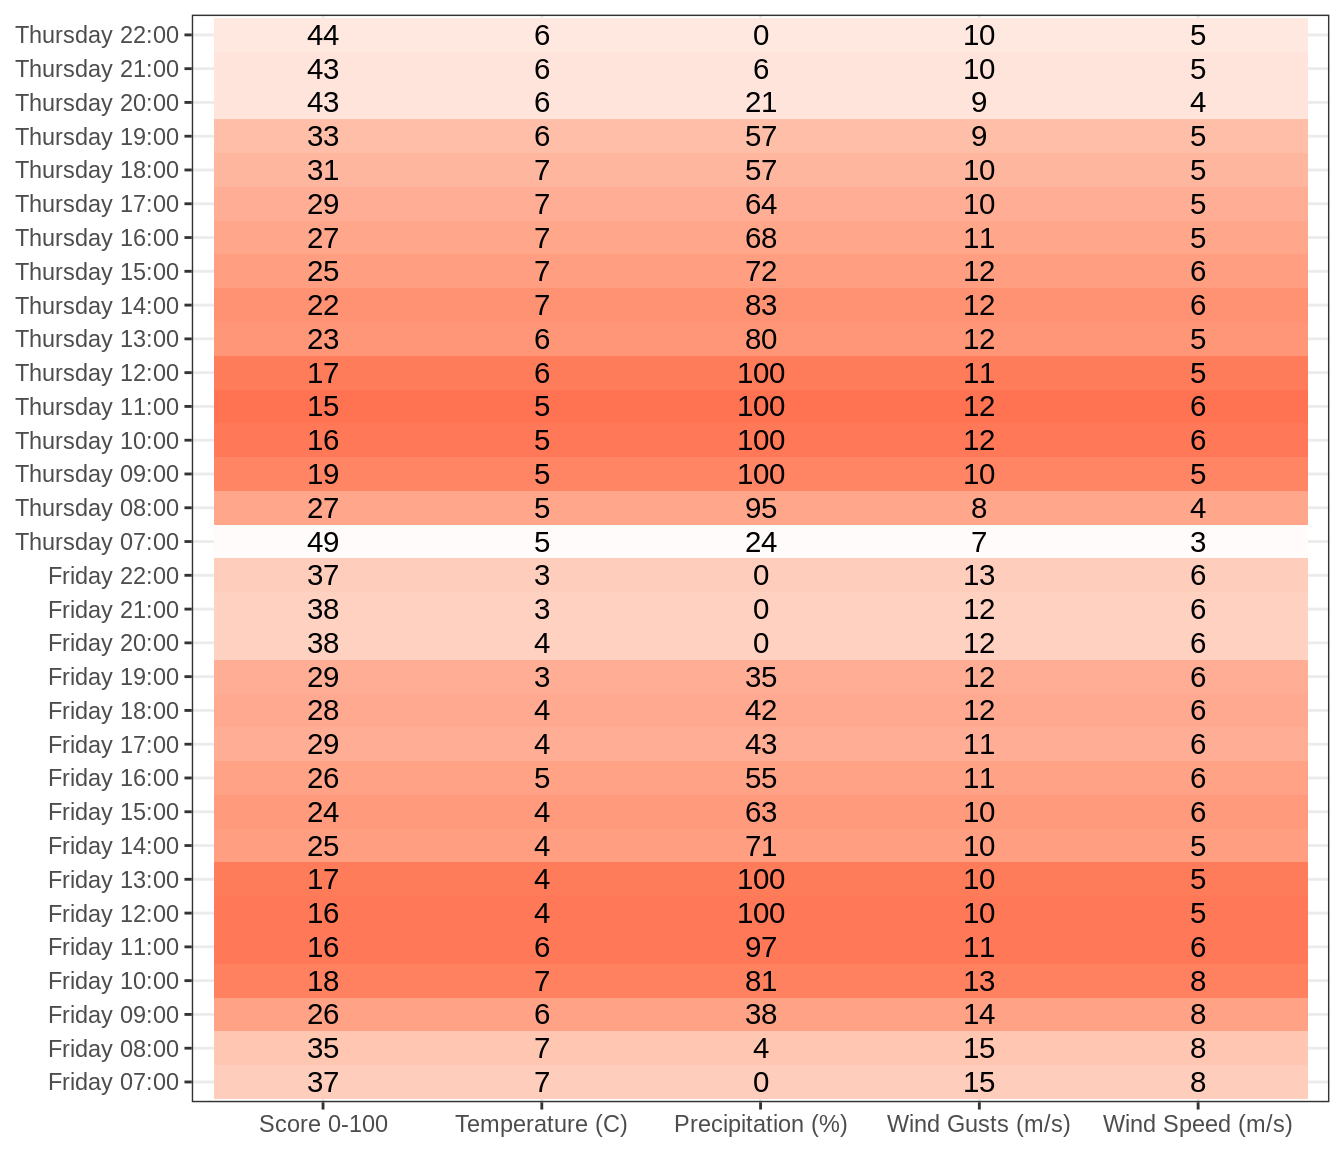 Thursday 22:00 44 6 0 10 5
Thursday 21:00 43 6 6 10 5
Thursday 20:00 43 6 21 9 4
Thursday 19:00 33 6 57 9 5
Thursday 18:00 31 7 57 10 5
Thursday 17:00 29 7 64 10 5
Thursday 16:00 27 7 68 11 5
Thursday 15:00 25 7 72 12 6
Thursday 14:00 22 7 83 12 6
Thursday 13:00 23 6 80 12 5
Thursday 12:00 17 6 100 11 5
Thursday 11:00 15 5 100 12 6
Thursday 10:00 16 5 100 12 6
Thursday 09:00 19 5 100 10 5
Thursday 08:00 27 5 95 8 4
Thursday 07:00 49 5 24 7 3
Friday 22:00 37 3 0 13 6
Friday 21:00 38 3 0 12 6
Friday 20:00 38 4 0 12 6
Friday 19:00 29 3 35 12 6
Friday 18:00 28 4 42 12 6
Friday 17:00 29 4 43 11 6
Friday 16:00 26 5 55 11 6
Friday 15:00 24 4 63 10 6
Friday 14:00 25 4 71 10 5
Friday 13:00 17 4 100 10 5
Friday 12:00 16 4 100 10 5
Friday 11:00 16 6 97 11 6
Friday 10:00 18 7 81 13 8
Friday 09:00 26 6 38 14 8
Friday 08:00 35 7 4 15 8
Friday 07:00 37 7 0 15 8
Score 0-100 Temperature (C) Precipitation (%) Wind Gusts (m/s) Wind Speed (m/s)